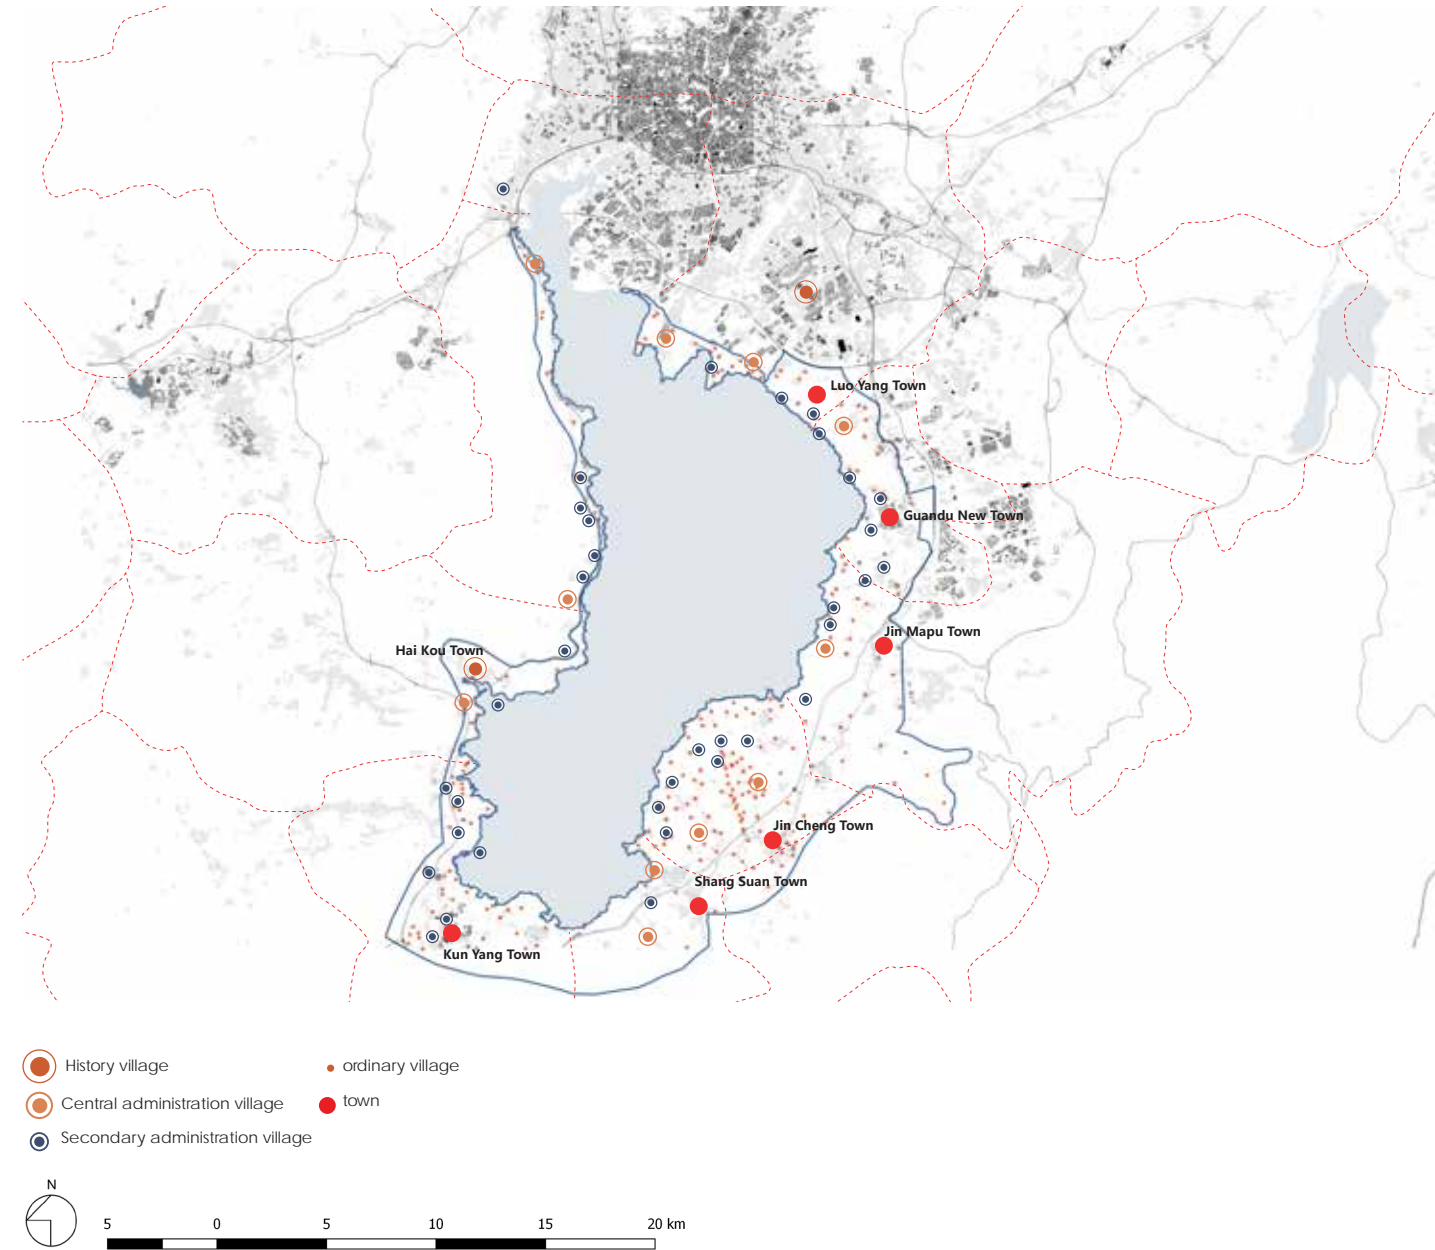 Luo Yang Town
Guandu New Town
Jin Mapu Town
Hai Kou Town
Jin Cheng Town
Shang Suan Town
Kun Yang Town
History village
ordinary village
Central administration village
town
Secondary administration village
N
5 0 5 10 15 20 km